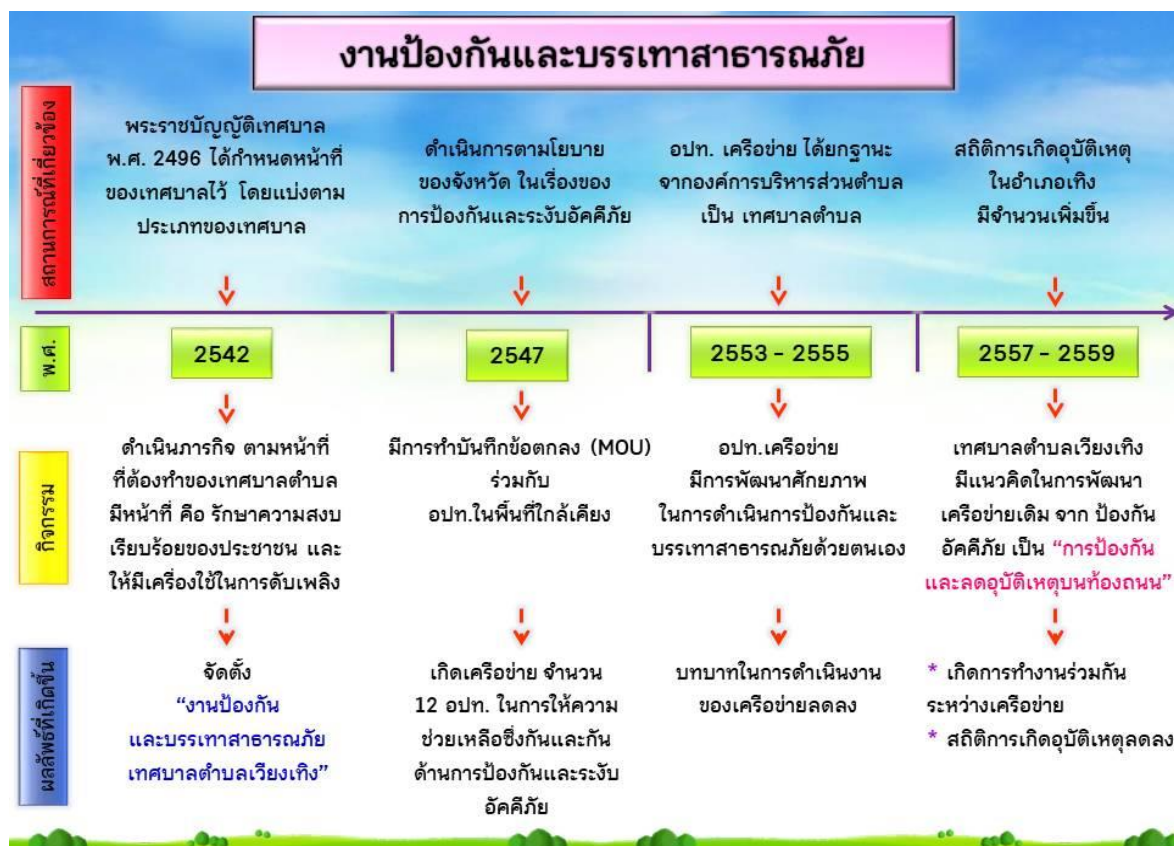 งานป้องกันและบรรเทาสาธารณภัย
สถานการณ์ที่เกี่ยวข้อง
พระราชบัญญัติเทศบาล
พ.ศ. 2496 ได้กำหนดหน้าที่
ของเทศบาลไว้ โดยแบ่งตาม
ประเภทของเทศบาล
ดำเนินการตามโยบาย
ของจังหวัด ในเรื่องของ
การป้องกันและระงับอัคคีภัย
อปท. เครือข่าย ได้ยกฐานะ
จากองค์การบริหารส่วนตำบล
เป็น เทศบาลตำบล
สถิติการเกิดอุบัติเหตุ
ในอำเภอเทิง
มีจำนวนเพิ่มขึ้น
พ.ศ.
2542
2547
2553 - 2555
2557 - 2559
กิจกรรม
ดำเนินภารกิจ ตามหน้าที่
ที่ต้องทำของเทศบาลตำบล
มีหน้าที่ คือ รักษาความสงบ
เรียบร้อยของประชาชน และ
ให้มีเครื่องใช้ในการดับเพลิง
มีการทำบันทึกข้อตกลง (MOU)
ร่วมกับ
อปท.ในพื้นที่ใกล้เคียง
อปท.เครือข่าย
มีการพัฒนาศักยภาพ
ในการดำเนินการป้องกันและ
บรรเทาสาธารณภัยด้วยตนเอง
เทศบาลตำบลเวียงเทิง
มีแนวคิดในการพัฒนา
เครือข่ายเดิม จาก ป้องกัน
อัคคีภัย เป็น “การป้องกัน
และลดอุบัติเหตุบนท้องถนน”
ผลลัพธ์ที่เกิดขึ้น
จัดตั้ง
“งานป้องกัน
และบรรเทาสาธารณภัย
เทศบาลตำบลเวียงเทิง”
เกิดเครือข่าย จำนวน
12 อปท. ในการให้ความ
ช่วยเหลือซึ่งกันและกัน
ด้านการป้องกันและระงับ
อัคคีภัย
บทบาทในการดำเนินงาน
ของเครือข่ายลดลง
* เกิดการทำงานร่วมกัน
ระหว่างเครือข่าย
* สถิติการเกิดอุบัติเหตุลดลง